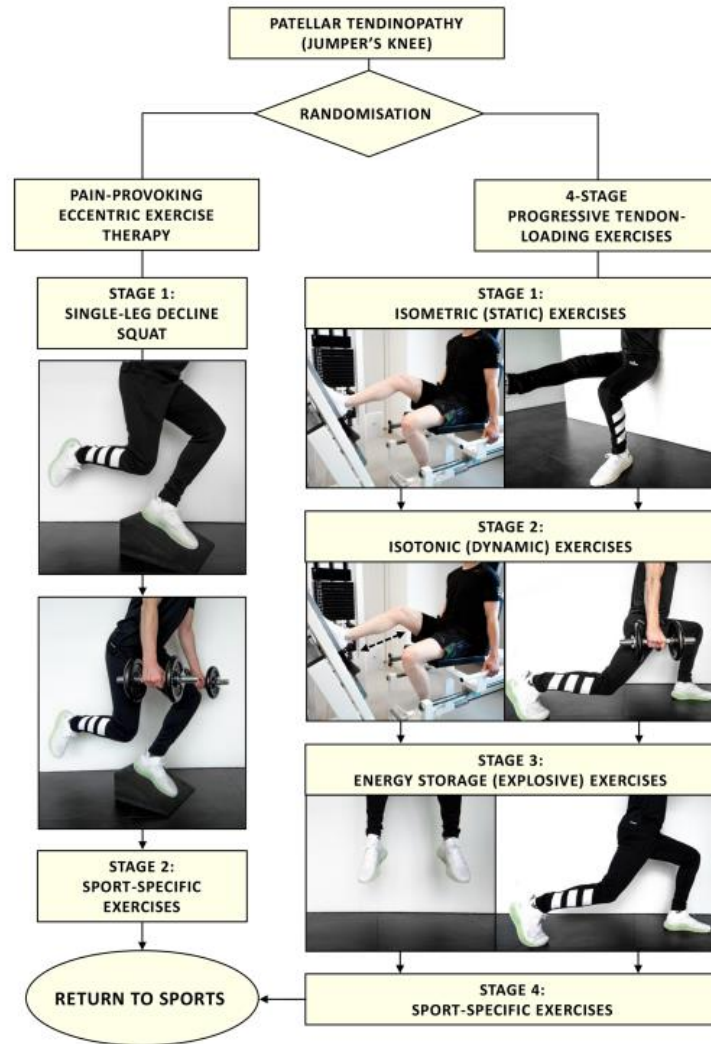 PATELLAR TENDINOPATHY
(JUMPER'S KNEE)
RANDOMISATION
PAIN-PROVOKING
ECCENTRIC EXERCISE
THERAPY
STAGE 1:
SINGLE-LEG DECLINE
SQUAT
STAGE 2:
SPORT-SPECIFIC
EXERCISES
4-STAGE
PROGRESSIVE TENDON-
LOADING EXERCISES
STAGE 1:
ISOMETRIC (STATIC) EXERCISES
STAGE 2:
ISOTONIC (DYNAMIC) EXERCISES
STAGE 3:
ENERGY STORAGE (EXPLOSIVE) EXERCISES
STAGE 4:
SPORT-SPECIFIC EXERCISES
RETURN TO SPORTS